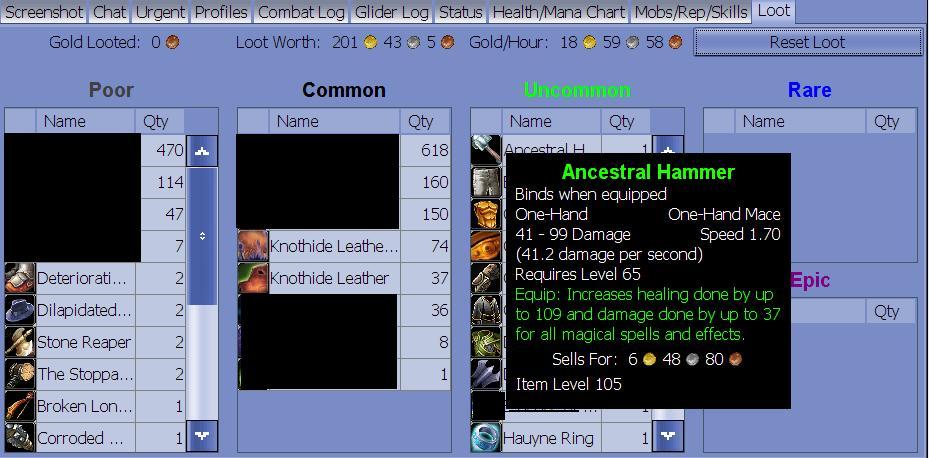 Screenshot Chat Urgent Profiles Combat Log Glider Log Status Health/Mana Chart Mobs/Rep/Skills Loot
Gold Looted: 0 Loot Worth: 201 43 5 Gold/Hour: 18 59 58 Reset Loot
Poor
Name Qty
470
114
47
7
Deteriorati... 2
Dilapidated... 2
Stone Reaper 2
The Stoppa... 2
Broken Lon... 1
Corroded ... 1
Common
Name Qty
618
160
150
Knothide Leathe... 74
Knothide Leather 37
36
8
1
Uncommon
Name Qty
Ancestral H... 1
Hauyne Ring 1
Ancestral Hammer
Binds when equipped
One-Hand One-Hand Mace
41 - 99 Damage Speed 1.70
(41.2 damage per second)
Requires Level 65
Equip: Increases healing done by up
to 109 and damage done by up to 37
for all magical spells and effects.
Sells For: 6 48 80
Item Level 105
Rare
Name Qty
Epic
Qty